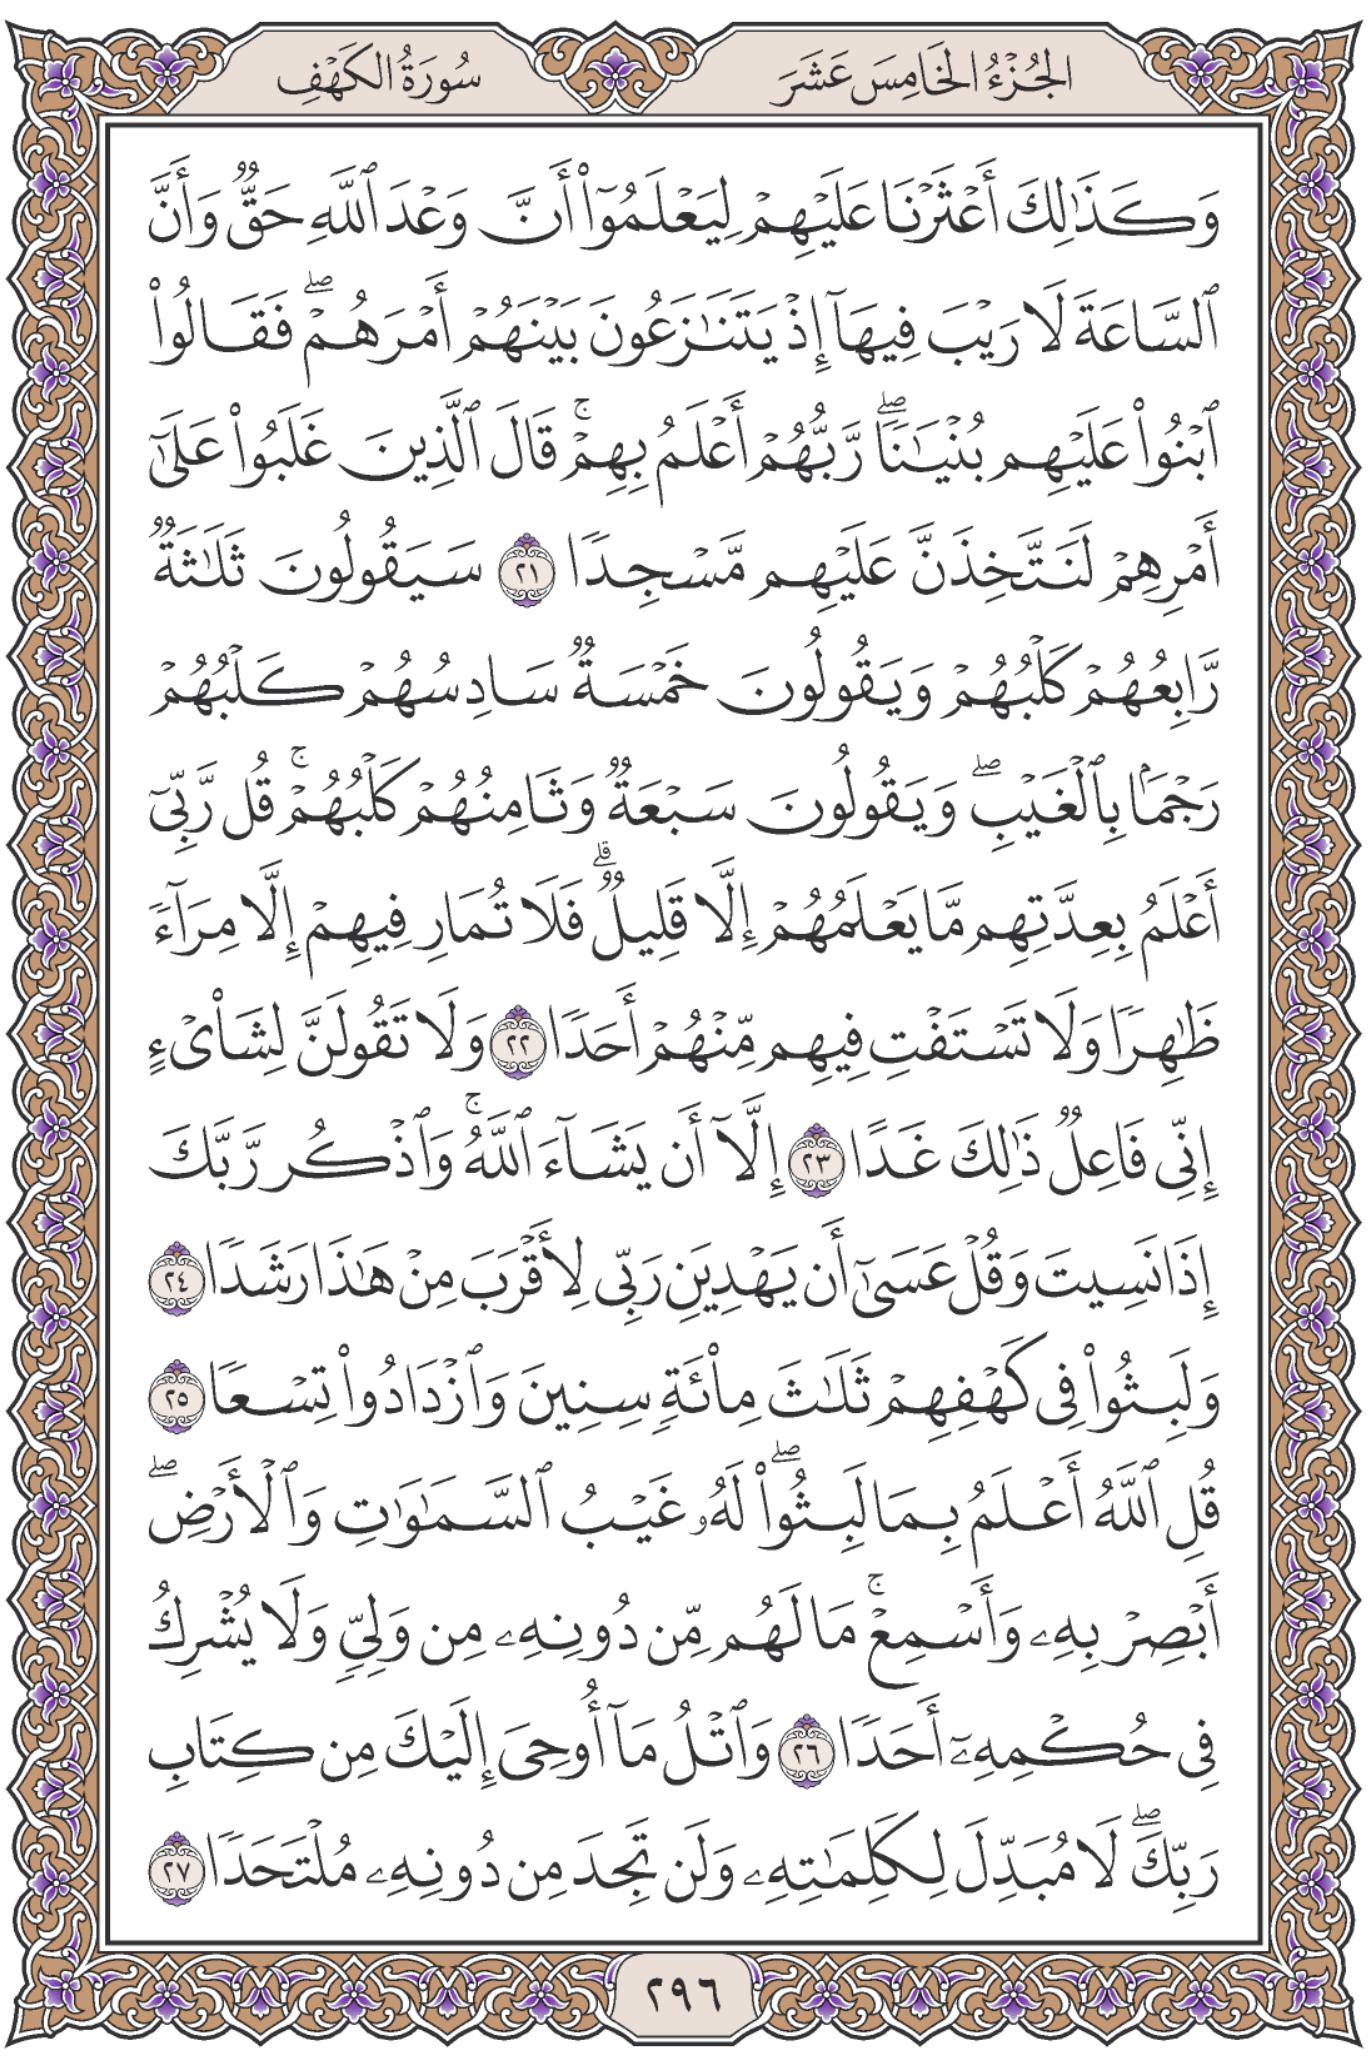 الجُزْءُ الخَامِسَ عَشَرَ
سُورَةُ الكَهْفِ
وَكَذَٰلِكَ أَعْثَرْنَا عَلَيْهِمْ لِيَعْلَمُوٓا۟ أَنَّ وَعْدَ ٱللَّهِ حَقٌّ وَأَنَّ
ٱلسَّاعَةَ لَا رَيْبَ فِيهَآ إِذْ يَتَنَٰزَعُونَ بَيْنَهُمْ أَمْرَهُمْ ۖ فَقَالُوا۟
ٱبْنُوا۟ عَلَيْهِم بُنْيَٰنًا ۖ رَّبُّهُمْ أَعْلَمُ بِهِمْ ۚ قَالَ ٱلَّذِينَ غَلَبُوا۟ عَلَىٰٓ
أَمْرِهِمْ لَنَتَّخِذَنَّ عَلَيْهِم مَّسْجِدًا ٢١ سَيَقُولُونَ ثَلَٰثَةٌ
رَّابِعُهُمْ كَلْبُهُمْ وَيَقُولُونَ خَمْسَةٌ سَادِسُهُمْ كَلْبُهُمْ
رَجْمًۢا بِٱلْغَيْبِ ۖ وَيَقُولُونَ سَبْعَةٌ وَثَامِنُهُمْ كَلْبُهُمْ ۚ قُل رَّبِّىٓ
أَعْلَمُ بِعِدَّتِهِم مَّا يَعْلَمُهُمْ إِلَّا قَلِيلٌ ۗ فَلَا تُمَارِ فِيهِمْ إِلَّا مِرَآءً
ظَٰهِرًا وَلَا تَسْتَفْتِ فِيهِم مِّنْهُمْ أَحَدًا ٢٢ وَلَا تَقُولَنَّ لِشَا۟ىْءٍ
إِنِّى فَاعِلٌ ذَٰلِكَ غَدًا ٢٣ إِلَّآ أَن يَشَآءَ ٱللَّهُ ۚ وَٱذْكُر رَّبَّكَ
إِذَا نَسِيتَ وَقُلْ عَسَىٰٓ أَن يَهْدِيَنِ رَبِّى لِأَقْرَبَ مِنْ هَٰذَا رَشَدًا ٢٤
وَلَبِثُوا۟ فِى كَهْفِهِمْ ثَلَٰثَ مِا۟ئَةٍ سِنِينَ وَٱزْدَادُوا۟ تِسْعًا ٢٥
قُلِ ٱللَّهُ أَعْلَمُ بِمَا لَبِثُوا۟ ۖ لَهُۥ غَيْبُ ٱلسَّمَٰوَٰتِ وَٱلْأَرْضِ ۖ
أَبْصِرْ بِهِۦ وَأَسْمِعْ ۚ مَا لَهُم مِّن دُونِهِۦ مِن وَلِىٍّ وَلَا يُشْرِكُ
فِى حُكْمِهِۦٓ أَحَدًا ٢٦ وَٱتْلُ مَآ أُوحِىَ إِلَيْكَ مِن كِتَابِ
رَبِّكَ ۖ لَا مُبَدِّلَ لِكَلِمَٰتِهِۦ وَلَن تَجِدَ مِن دُونِهِۦ مُلْتَحَدًا ٢٧
٢٩٦